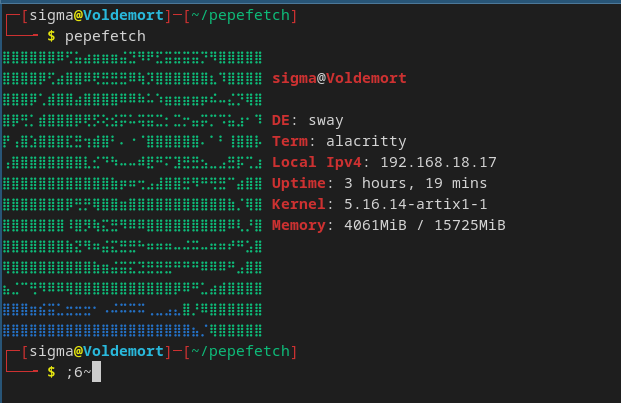 ┌─[sigma@Voldemort]─[~/pepefetch]
└──╼ $ pepefetch
sigma@Voldemort
DE: sway
Term: alacritty
Local Ipv4: 192.168.18.17
Uptime: 3 hours, 19 mins
Kernel: 5.16.14-artix1-1
Memory: 4061MiB / 15725MiB
┌─[sigma@Voldemort]─[~/pepefetch]
└──╼ $ ;6~